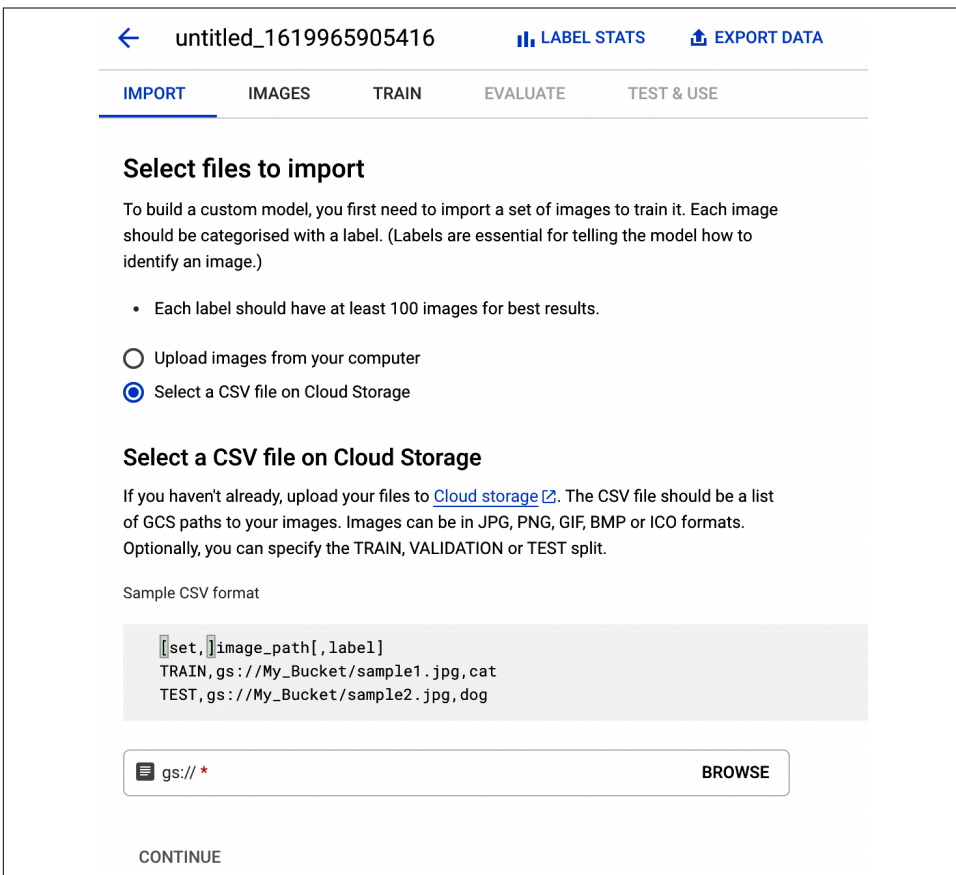 untitled_1619965905416
LABEL STATS
EXPORT DATA
IMPORT
IMAGES
TRAIN
EVALUATE
TEST & USE
Select files to import
To build a custom model, you first need to import a set of images to train it. Each image
should be categorised with a label. (Labels are essential for telling the model how to
identify an image.)
• Each label should have at least 100 images for best results.
Upload images from your computer
Select a CSV file on Cloud Storage
Select a CSV file on Cloud Storage
If you haven't already, upload your files to Cloud storage. The CSV file should be a list
of GCS paths to your images. Images can be in JPG, PNG, GIF, BMP or ICO formats.
Optionally, you can specify the TRAIN, VALIDATION or TEST split.
Sample CSV format
[set,]image_path[,label]
TRAIN,gs://My_Bucket/sample1.jpg,cat
TEST,gs://My_Bucket/sample2.jpg,dog
gs:// *
BROWSE
CONTINUE